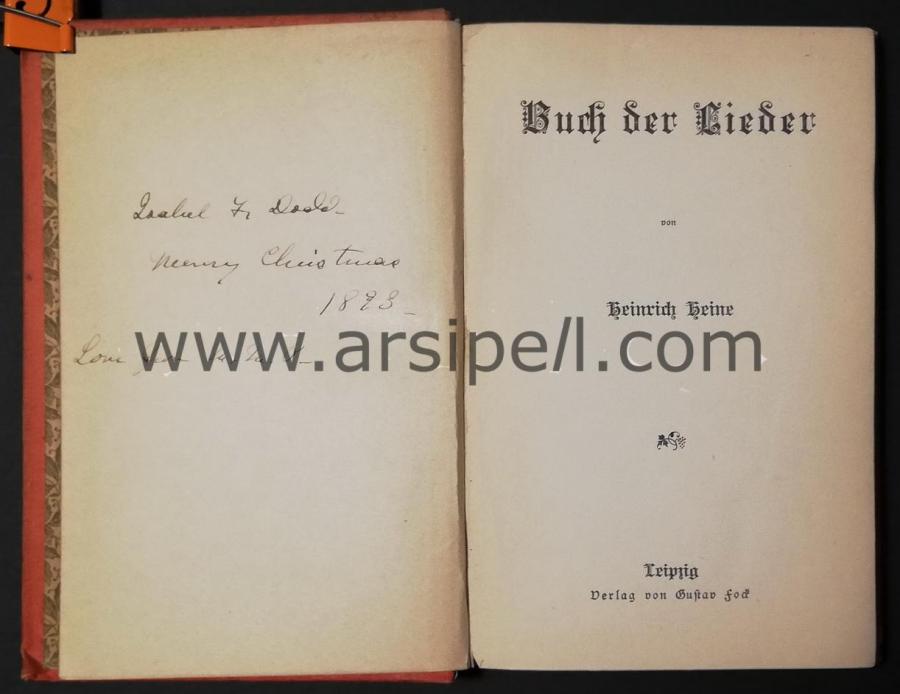 Isabel F. Dodd
Merry Christmas
1893
Buch der Lieder
von
Heinrich Heine
Leipzig
Verlag von Gustav Fock
www.arsipell.com